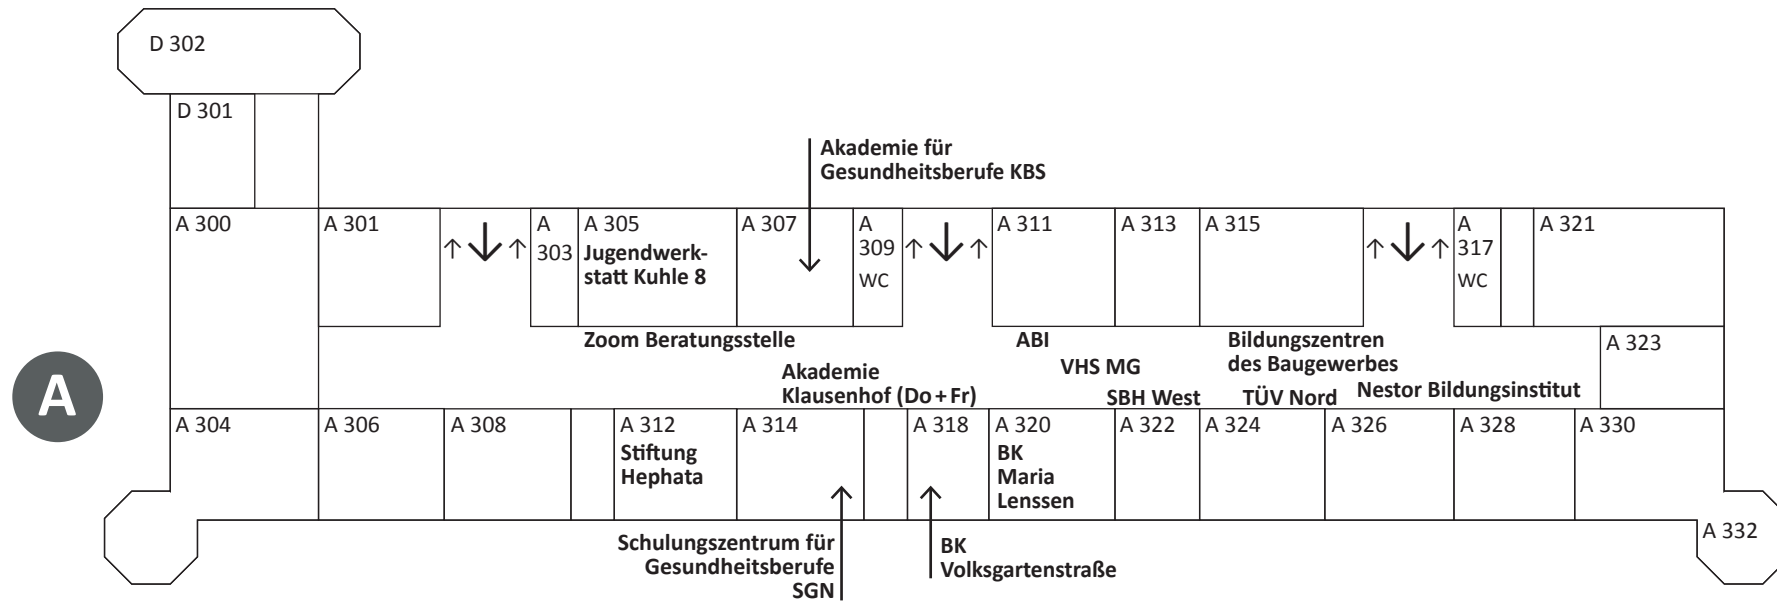 D 302
D 301
Akademie für
Gesundheitsberufe KBS
A 300
A 301
A
303
A 305
Jugendwerk-
statt Kuhle 8
A 307
A
309
WC
A 311
A 313
A 315
A
317
WC
A 321
Zoom Beratungsstelle
ABI
Bildungszentren
des Baugewerbes
A 323
VHS MG
Akademie
Klausenhof (Do + Fr)
SBH West
TÜV Nord
Nestor Bildungsinstitut
A
A 304
A 306
A 308
A 312
Stiftung
Hephata
A 314
A 318
A 320
BK
Maria
Lenssen
A 322
A 324
A 326
A 328
A 330
A 332
Schulungszentrum für
Gesundheitsberufe
SGN
BK
Volksgartenstraße